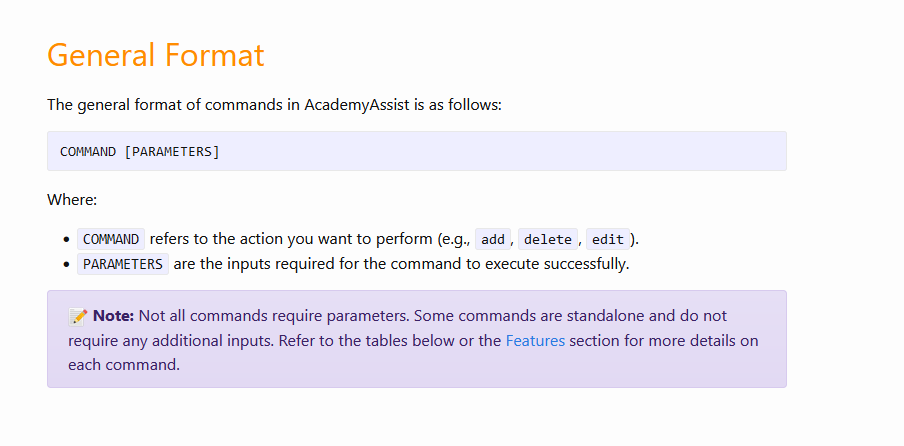 General Format
The general format of commands in AcademyAssist is as follows:
COMMAND [PARAMETERS]
Where:
COMMAND refers to the action you want to perform (e.g., add, delete, edit).
PARAMETERS are the inputs required for the command to execute successfully.
Note: Not all commands require parameters. Some commands are standalone and do not
require any additional inputs. Refer to the tables below or the Features section for more details on
each command.